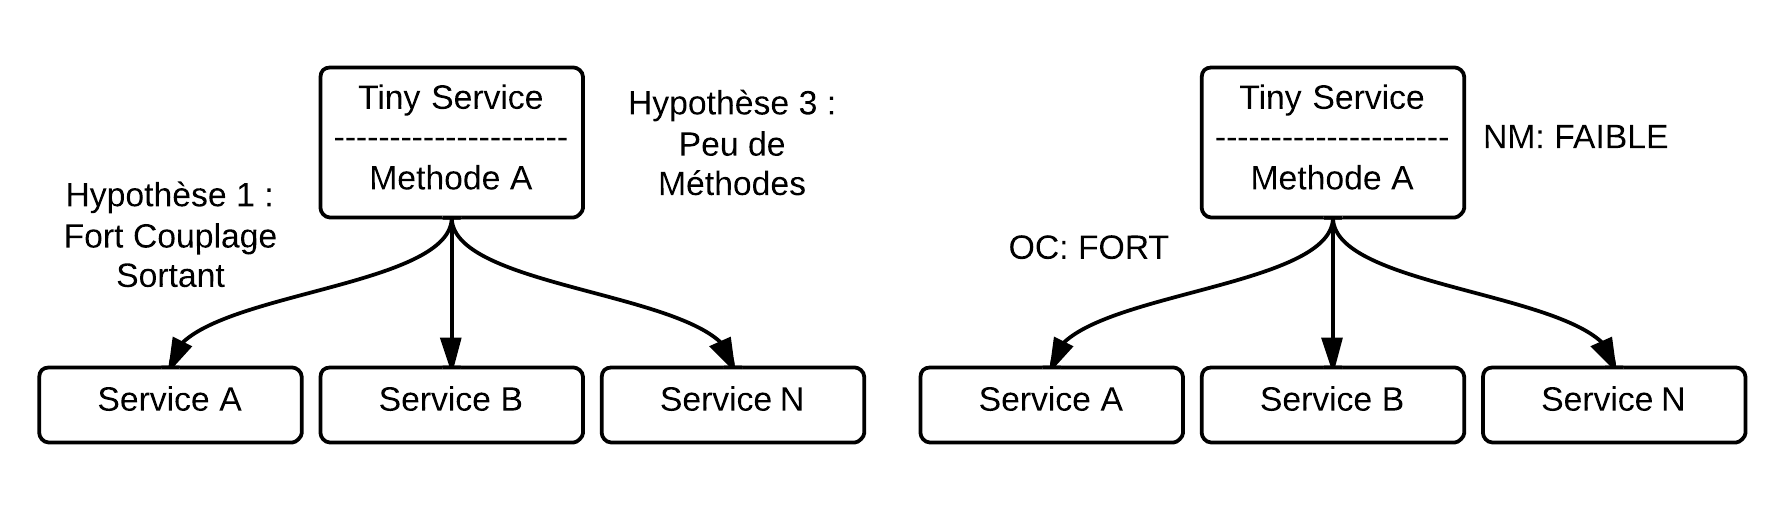 Tiny Service
Methode A
Hypothèse 3 :
Peu de
Méthodes
Hypothèse 1 :
Fort Couplage
Sortant
Service A
Service B
Service N
Tiny Service
Methode A
NM: FAIBLE
OC: FORT
Service A
Service B
Service N